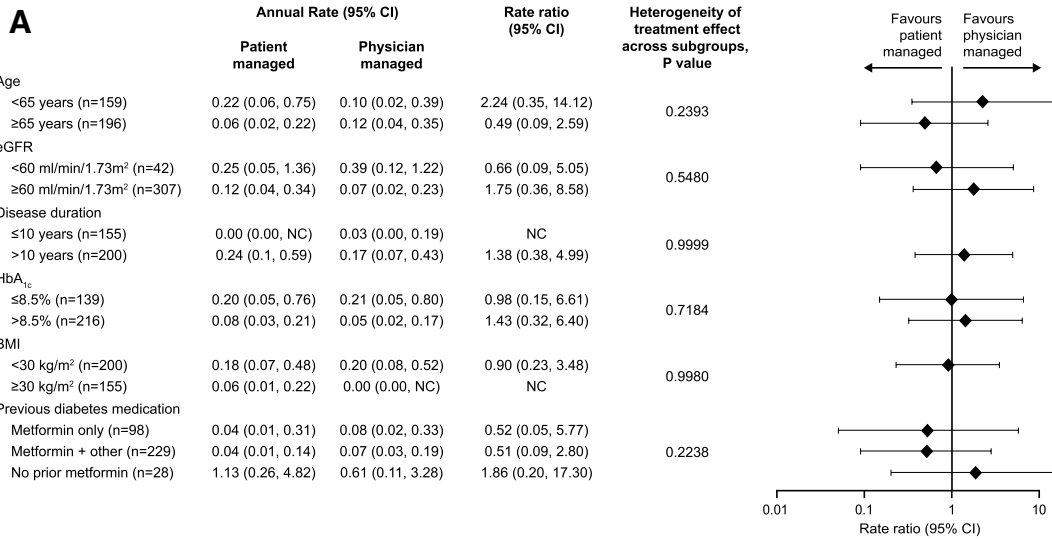 A
Annual Rate (95% CI)
Rate ratio
(95% CI)
Heterogeneity of
treatment effect
across subgroups,
P value
Patient
managed
Physician
managed
Favours
patient
managed
Favours
physician
managed
Age
<65 years (n=159) 0.22 (0.06, 0.75) 0.10 (0.02, 0.39) 2.24 (0.35, 14.12)
0.2393
≥65 years (n=196) 0.06 (0.02, 0.22) 0.12 (0.04, 0.35) 0.49 (0.09, 2.59)
eGFR
<60 ml/min/1.73m² (n=42) 0.25 (0.05, 1.36) 0.39 (0.12, 1.22) 0.66 (0.09, 5.05)
0.5480
≥60 ml/min/1.73m² (n=307) 0.12 (0.04, 0.34) 0.07 (0.02, 0.23) 1.75 (0.36, 8.58)
Disease duration
≤10 years (n=155) 0.00 (0.00, NC) 0.03 (0.00, 0.19) NC
0.9999
>10 years (n=200) 0.24 (0.1, 0.59) 0.17 (0.07, 0.43) 1.38 (0.38, 4.99)
HbA1c
≤8.5% (n=139) 0.20 (0.05, 0.76) 0.21 (0.05, 0.80) 0.98 (0.15, 6.61)
0.7184
>8.5% (n=216) 0.08 (0.03, 0.21) 0.05 (0.02, 0.17) 1.43 (0.32, 6.40)
BMI
<30 kg/m² (n=200) 0.18 (0.07, 0.48) 0.20 (0.08, 0.52) 0.90 (0.23, 3.48)
0.9980
≥30 kg/m² (n=155) 0.06 (0.01, 0.22) 0.00 (0.00, NC) NC
Previous diabetes medication
Metformin only (n=98) 0.04 (0.01, 0.31) 0.08 (0.02, 0.33) 0.52 (0.05, 5.77)
Metformin + other (n=229) 0.04 (0.01, 0.14) 0.07 (0.03, 0.19) 0.51 (0.09, 2.80) 0.2238
No prior metformin (n=28) 1.13 (0.26, 4.82) 0.61 (0.11, 3.28) 1.86 (0.20, 17.30)
0.01 0.1 1 10
Rate ratio (95% CI)